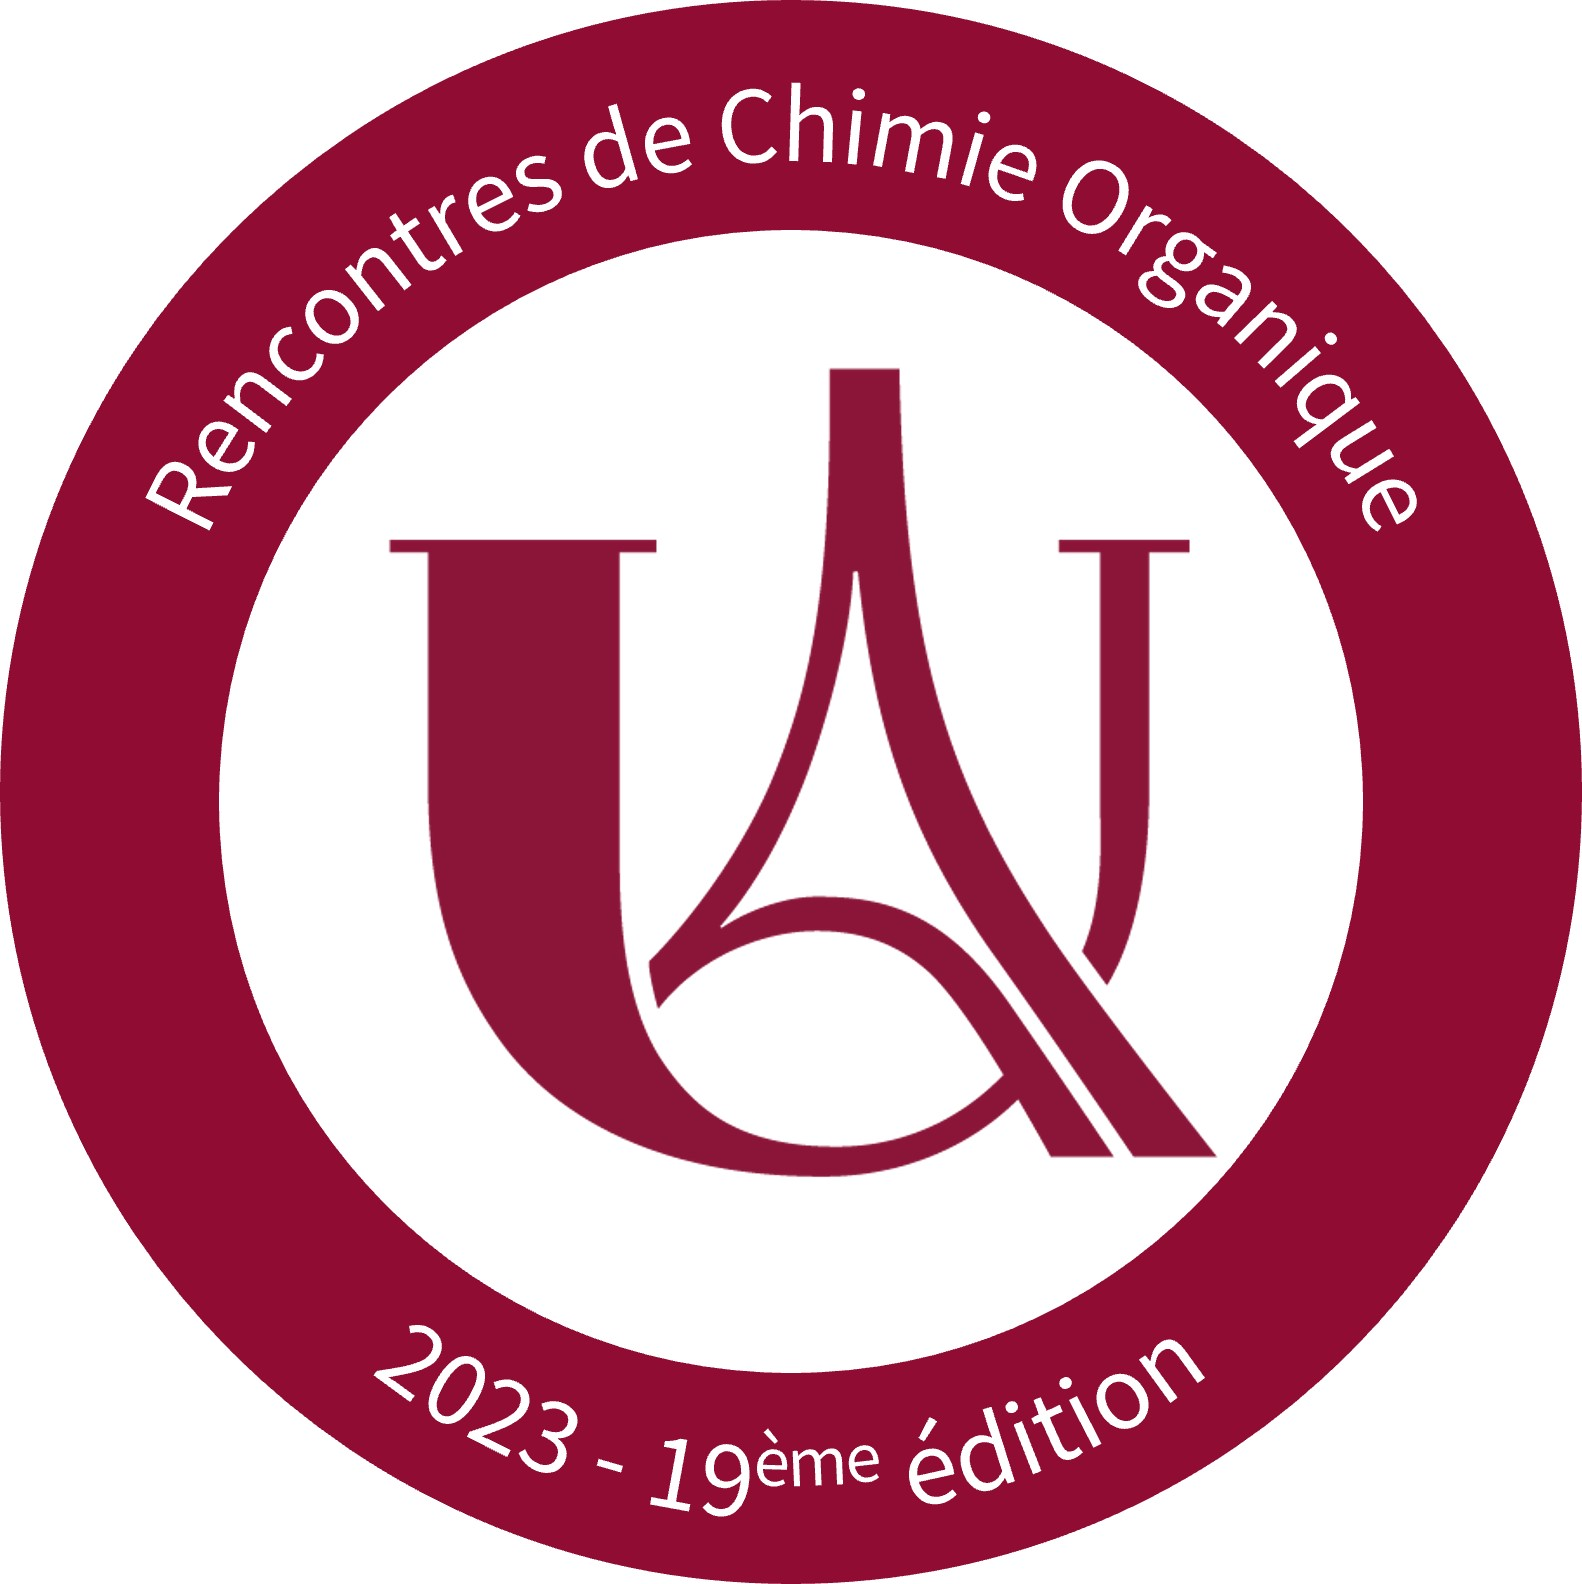 Rencontres de Chimie Organique
2023 - 19ème édition